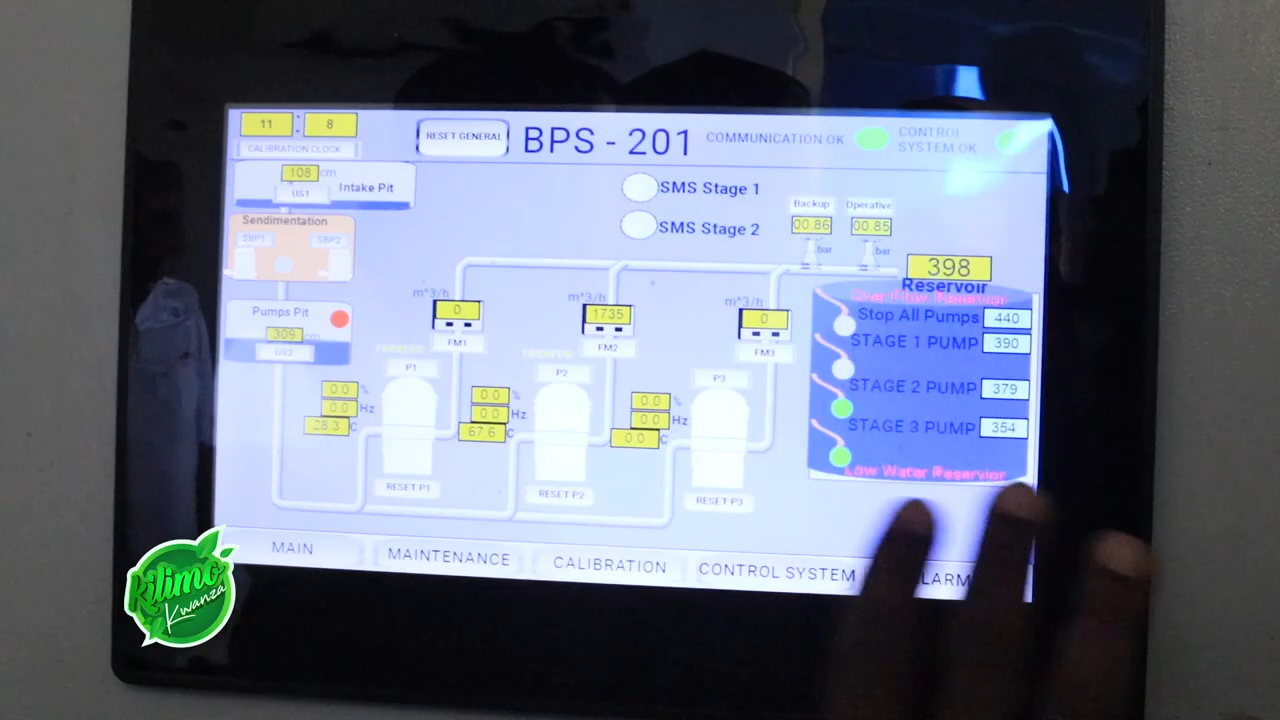 11 : 8
CALIBRATION CLOCK
RESET GENERAL
BPS - 201
COMMUNICATION OK
CONTROL
SYSTEM OK
108 cm
US1
Intake Pit
SMS Stage 1
SMS Stage 2
Backup
Operative
00.86
00.85
bar
bar
Sendimentation
SBP1
SBP2
398
Reservoir
Over Flow Reservoir
Stop All Pumps 440
STAGE 1 PUMP 390
STAGE 2 PUMP 379
STAGE 3 PUMP 354
Low Water Reservoir
m^3/h
0
FM1
m^3/h
1735
FM2
m^3/h
0
FM3
Pumps Pit
309 cm
US2
P1
P2
P3
0.0 %
0.0 Hz
28.3 C
0.0 %
0.0 Hz
67.6 C
0.0 %
0.0 Hz
0.0 C
RESET P1
RESET P2
RESET P3
MAIN
MAINTENANCE
CALIBRATION
CONTROL SYSTEM
Kilimo
Kwanza